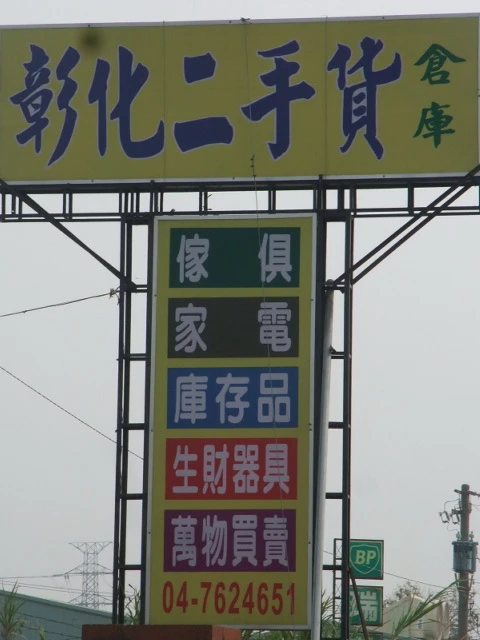 彰化二手貨倉庫
傢俱
家電
庫存品
生財器具
萬物買賣
04-7624651
BP
瑞